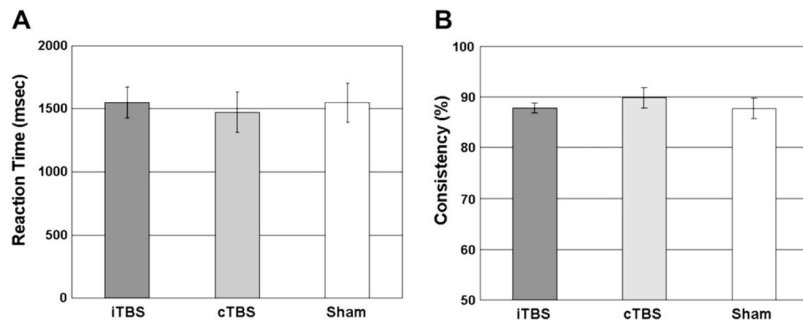 A
Reaction Time (msec)
2000
1500
1000
500
0
iTBS
cTBS
Sham
B
Consistency (%)
100
90
80
70
60
50
iTBS
cTBS
Sham